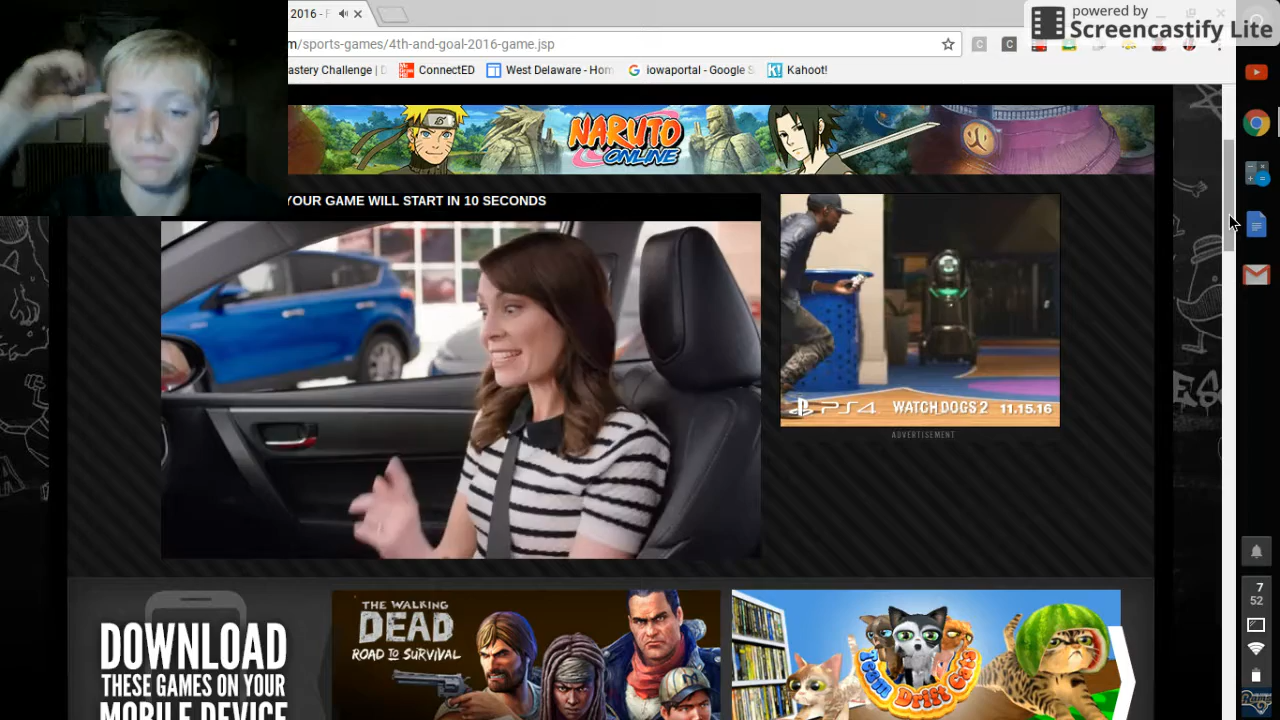 2016 - F
powered by
Screencastify Lite
m/sports-games/4th-and-goal-2016-game.jsp
astery Challenge | D
ConnectED
West Delaware - Hom
iowaportal - Google S
K! Kahoot!
NARUTO
ONLINE
YOUR GAME WILL START IN 10 SECONDS
PS4 WATCH DOGS 2 11.15.16
ADVERTISEMENT
7
52
DOWNLOAD
THESE GAMES ON YOUR
MOBILE DEVICE
THE WALKING
DEAD
ROAD TO SURVIVAL
Team Drift Cats